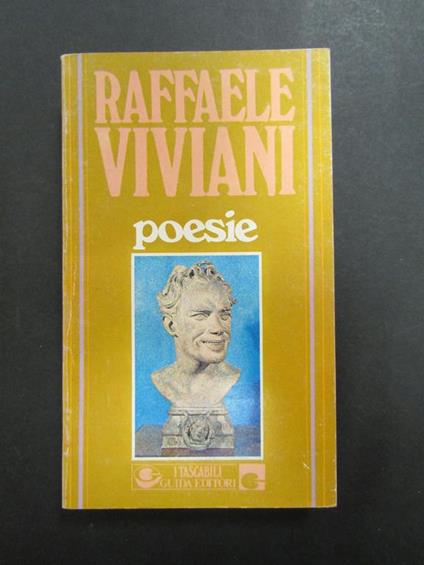 RAFFAELE
VIVIANI
poesie
I TASCABILI
GUIDA EDITORI